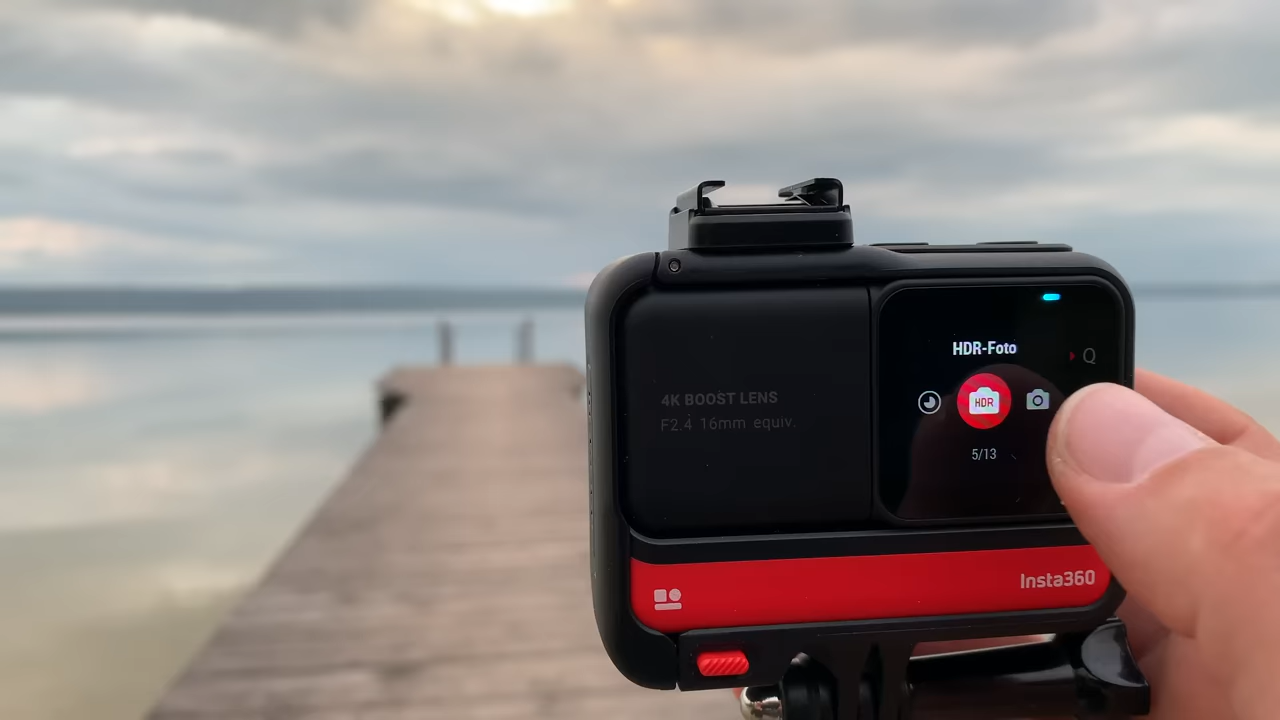 HDR-Foto
Q
HDR
5/13
4K BOOST LENS
F2.4 16mm equiv.
Insta360